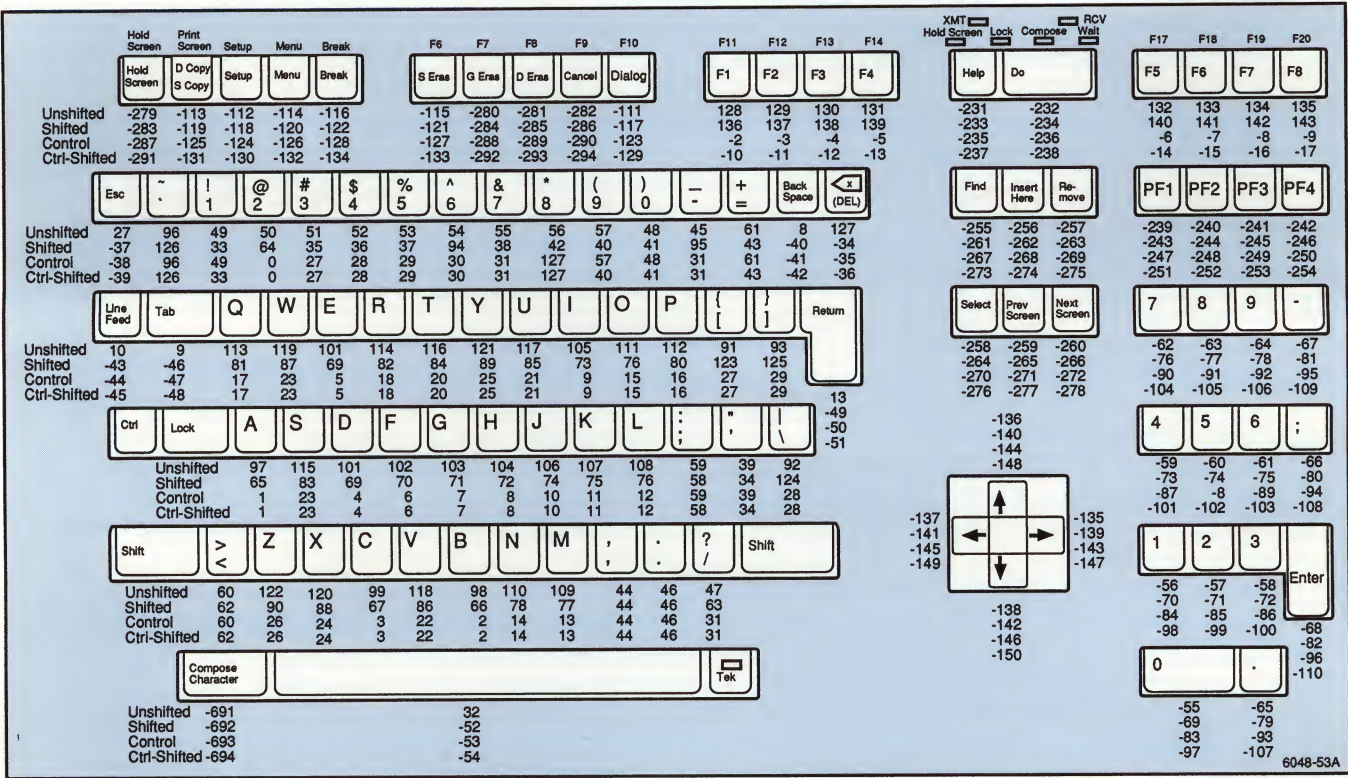 XMT RCV
Hold Screen Lock Compose Wait
Hold Screen Print Screen Setup Menu Break F6 F7 F8 F9 F10 F11 F12 F13 F14 F17 F18 F19 F20
Hold Screen D Copy S Copy Setup Menu Break S Eras G Eras D Eras Cancel Dialog F1 F2 F3 F4 Help Do F5 F6 F7 F8
Unshifted -279 -113 -112 -114 -116 -115 -280 -281 -282 -111 128 129 130 131 -231 -232 132 133 134 135
Shifted -283 -119 -118 -120 -122 -121 -284 -285 -286 -117 136 137 138 139 -233 -234 140 141 142 143
Control -287 -125 -124 -126 -128 -127 -288 -289 -290 -123 -2 -3 -4 -5 -235 -236 -6 -7 -8 -9
Ctrl-Shifted -291 -131 -130 -132 -134 -133 -292 -293 -294 -129 -10 -11 -12 -13 -237 -238 -14 -15 -16 -17
Esc ~ ` ! 1 @ 2 # 3 $ 4 % 5 ^ 6 & 7 * 8 ( 9 ) 0 _ - + = Back Space x (DEL) Find Insert Here Re-move PF1 PF2 PF3 PF4
Unshifted 27 96 49 50 51 52 53 54 55 56 57 48 45 61 8 127 -255 -256 -257 -239 -240 -241 -242
Shifted -37 126 33 64 35 36 37 94 38 42 40 41 95 43 -40 -34 -261 -262 -263 -243 -244 -245 -246
Control -38 96 49 0 27 28 29 30 31 127 57 48 31 61 -41 -35 -267 -268 -269 -247 -248 -249 -250
Ctrl-Shifted -39 126 33 0 27 28 29 30 31 127 40 41 31 43 -42 -36 -273 -274 -275 -251 -252 -253 -254
Line Feed Tab Q W E R T Y U I O P { [ } ] Return Select Prev Screen Next Screen 7 8 9 -
Unshifted 10 9 113 119 101 114 116 121 117 105 111 112 91 93 -258 -259 -260 -62 -63 -64 -67
Shifted -43 -46 81 87 69 82 84 89 85 73 76 80 123 125 -264 -265 -266 -76 -77 -78 -81
Control -44 -47 17 23 5 18 20 25 21 9 15 16 27 29 -270 -271 -272 -90 -91 -92 -95
Ctrl-Shifted -45 -48 17 23 5 18 20 25 21 9 15 16 27 29 -276 -277 -278 -104 -105 -106 -109
13
-49
-50
-51
Ctrl Lock A S D F G H J K L : ; " ' | \ 4 5 6 ;
Unshifted 97 115 101 102 103 104 106 107 108 59 39 92
Shifted 65 83 69 70 71 72 74 75 76 58 34 124
Control 1 23 4 6 7 8 10 11 12 59 39 28
Ctrl-Shifted 1 23 4 6 7 8 10 11 12 58 34 28
-136
-140
-144
-148
-59 -60 -61 -66
-73 -74 -75 -80
-87 -8 -89 -94
-101 -102 -103 -108
-137 -135
-141 -139
-145 -143
-149 -147
Shift > < Z X C V B N M , , . . ? / Shift 1 2 3 Enter
Unshifted 60 122 120 99 118 98 110 109 44 46 47
Shifted 62 90 88 67 86 66 78 77 44 46 63
Control 60 26 24 3 22 2 14 13 44 46 31
Ctrl-Shifted 62 26 24 3 22 2 14 13 44 46 31
-138
-142
-146
-150
-56 -57 -58
-70 -71 -72
-84 -85 -86
-98 -99 -100
-68
-82
-96
-110
Compose Character Tek 0 .
Unshifted -691 32
Shifted -692 -52
Control -693 -53
Ctrl-Shifted -694 -54
-55 -65
-69 -79
-83 -93
-97 -107
6048-53A